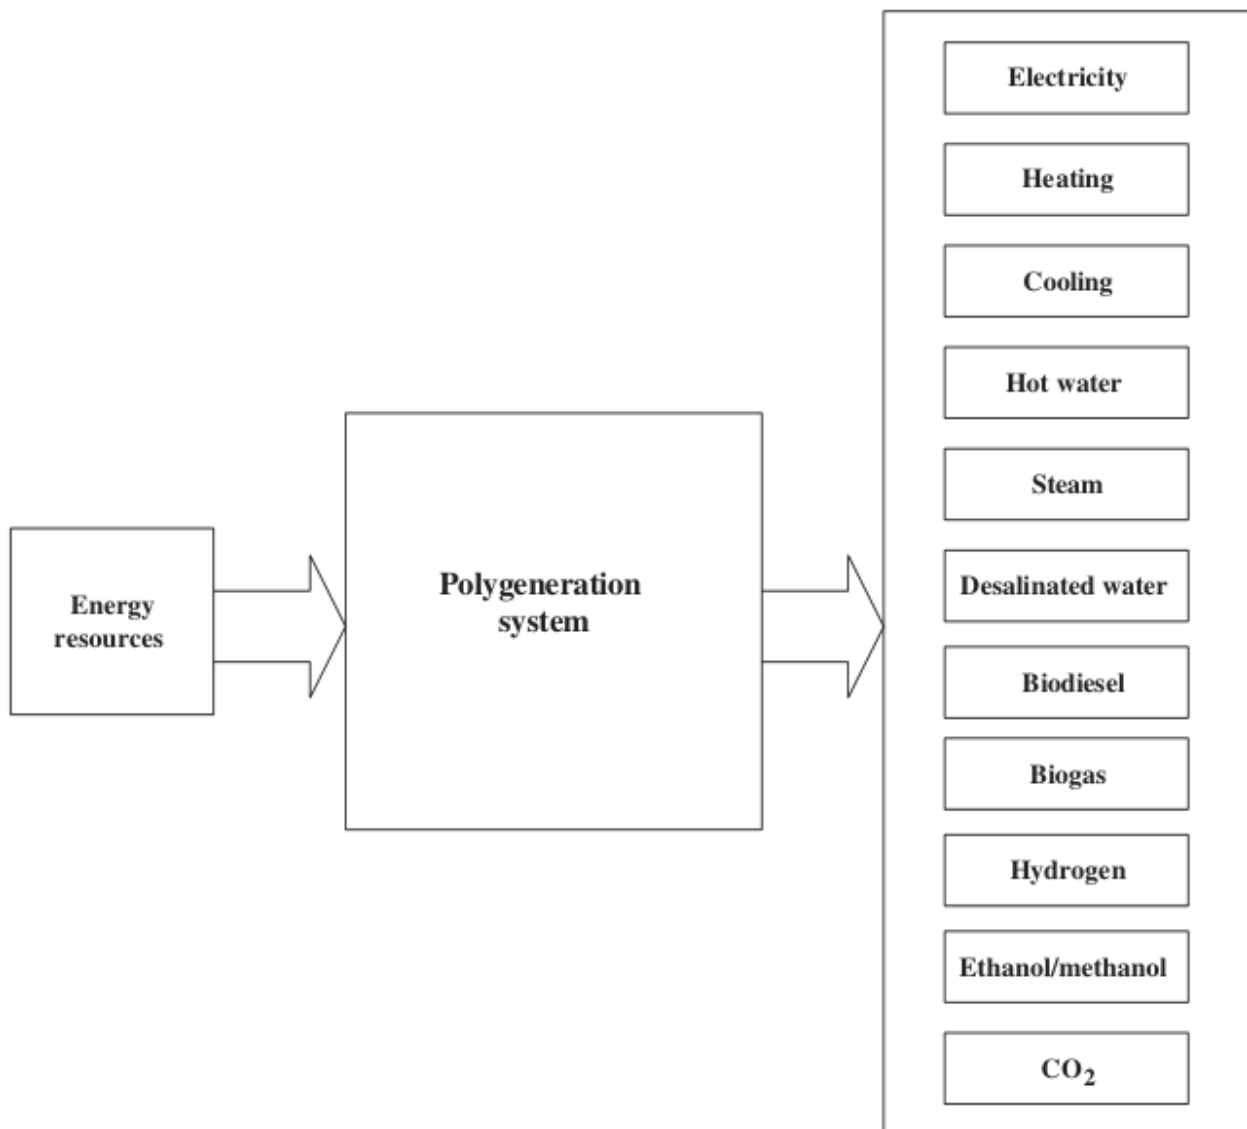 Energy
resources
Polygeneration
system
Electricity
Heating
Cooling
Hot water
Steam
Desalinated water
Biodiesel
Biogas
Hydrogen
Ethanol/methanol
CO₂